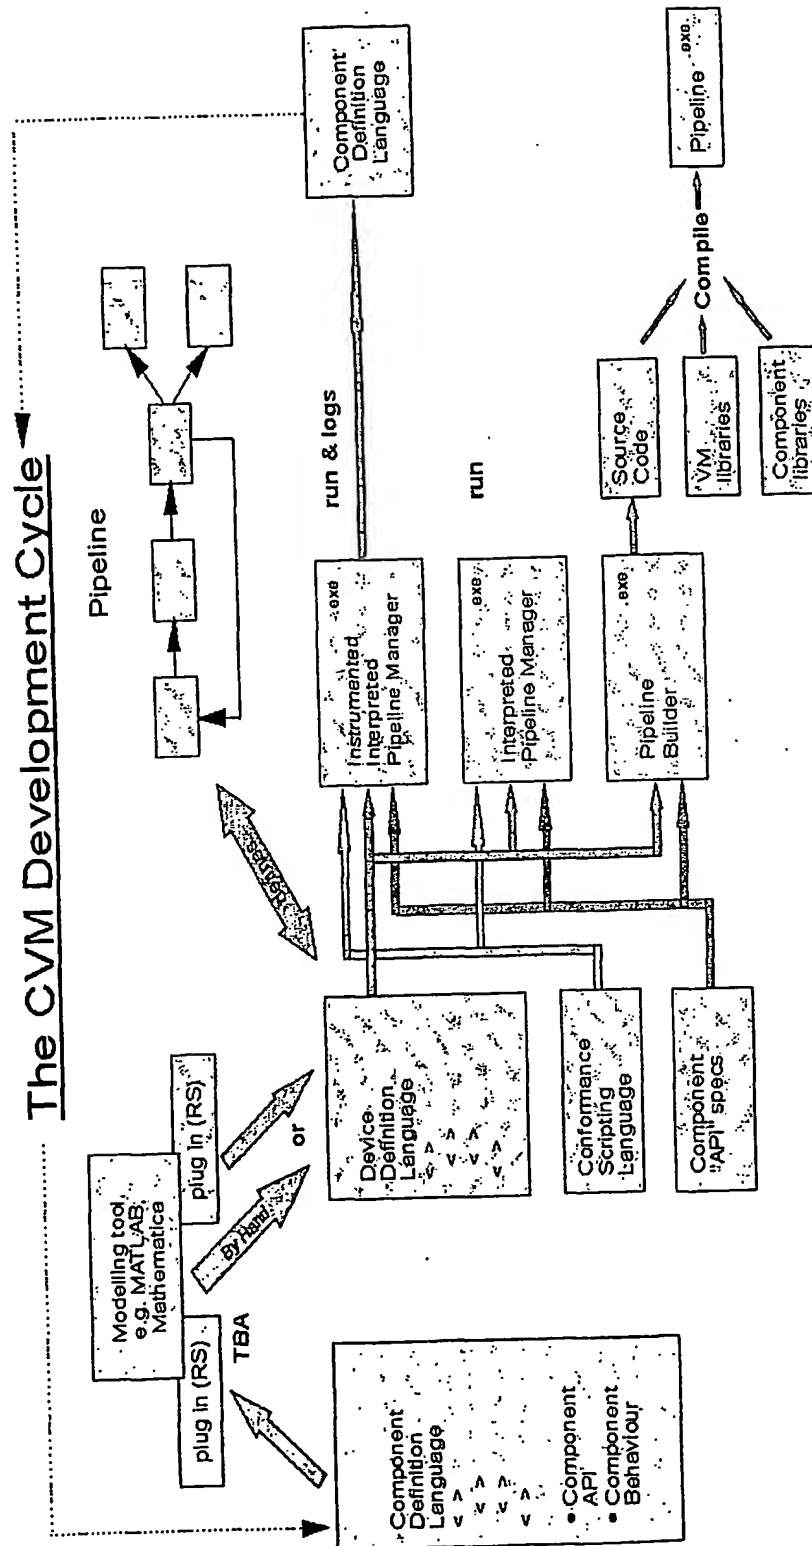 The CVM Development Cycle
Modelling tool,
e.g. MATLAB,
Mathematica
plug in (RS)
plug in (RS)
TBA
By Hand
or
Component
Definition
Language
< >
< >
< >
< >
• Component
API
• Component
Behaviour
Device
Definition
Language
< >
< >
< >
< >
Conformance
Scripting
Language
Component
"API" specs
defines
Pipeline
Instrumented
Interpreted
Pipeline Manager
.exe
Interpreted
Pipeline Manager
.exe
Pipeline
Builder
.exe
run & logs
run
Component
Definition
Language
Source
Code
VM
libraries
Component
libraries
Compile
Pipeline
.exe